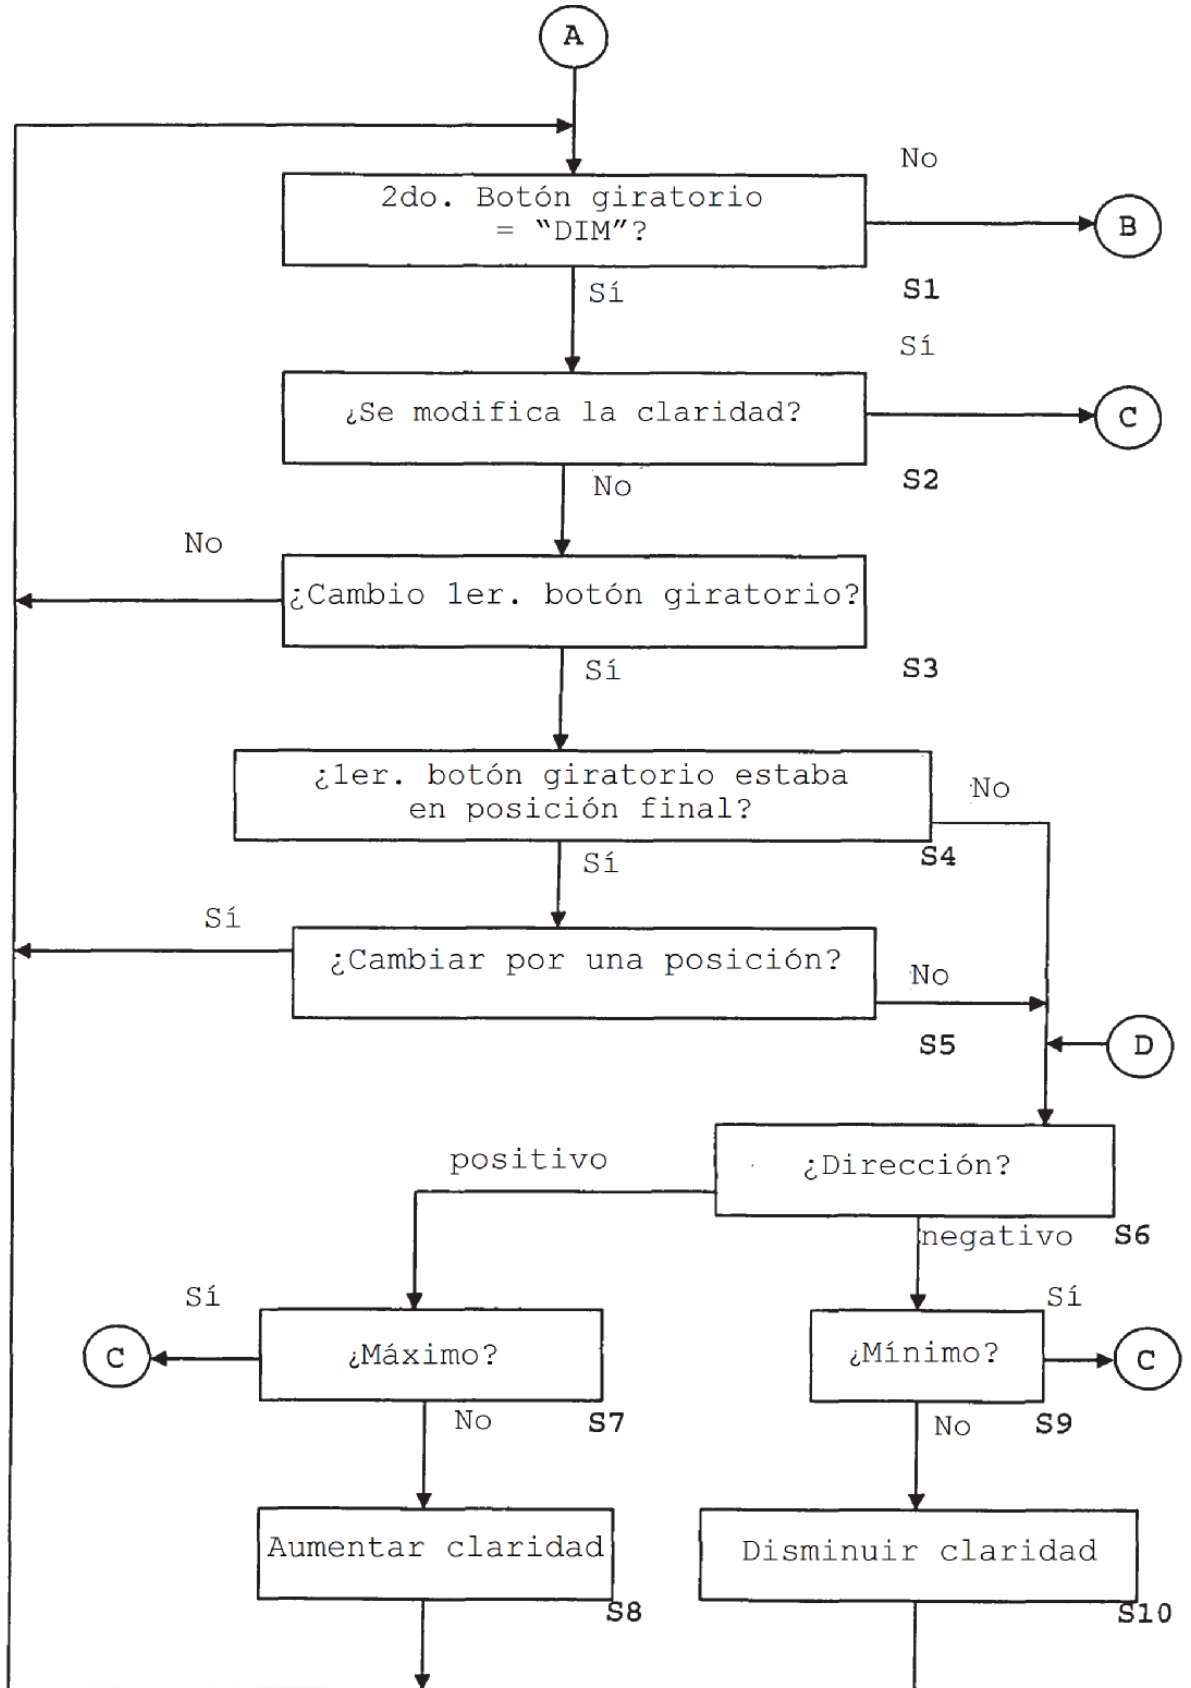 A
No
2do. Botón giratorio
= “DIM”?
B
S1
Sí
Sí
¿Se modifica la claridad?
C
S2
No
No
¿Cambio 1er. botón giratorio?
S3
Sí
¿1er. botón giratorio estaba
en posición final?
No
S4
Sí
Sí
¿Cambiar por una posición?
No
S5
D
positivo
¿Dirección?
negativo
S6
Sí
Sí
C
¿Máximo?
¿Mínimo?
C
No
S7
No
S9
Aumentar claridad
Disminuir claridad
S8
S10